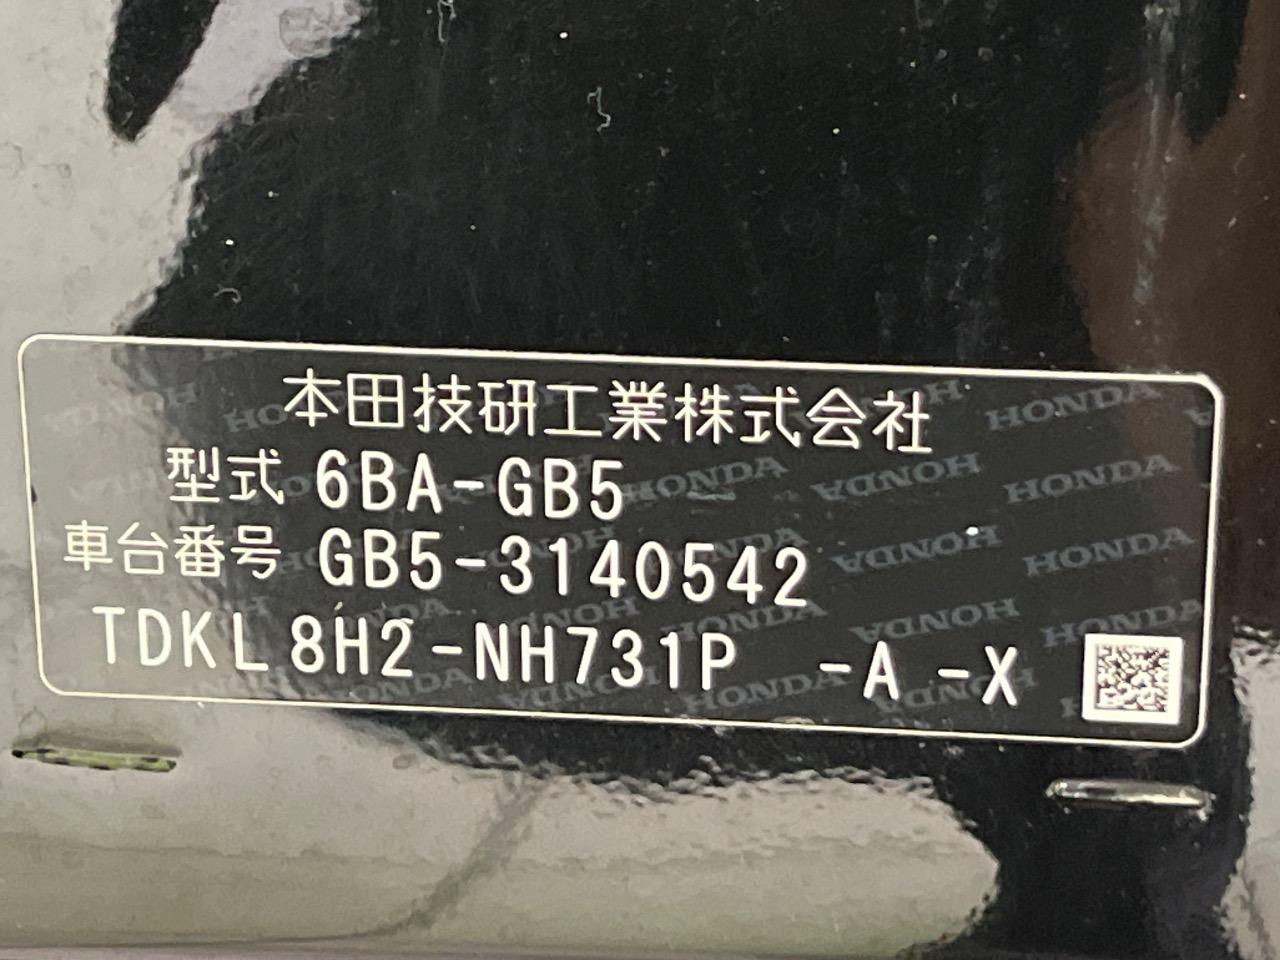 本田技研工業株式会社
型式 6BA-GB5
車台番号 GB5-3140542
TDKL 8H2-NH731P -A -X